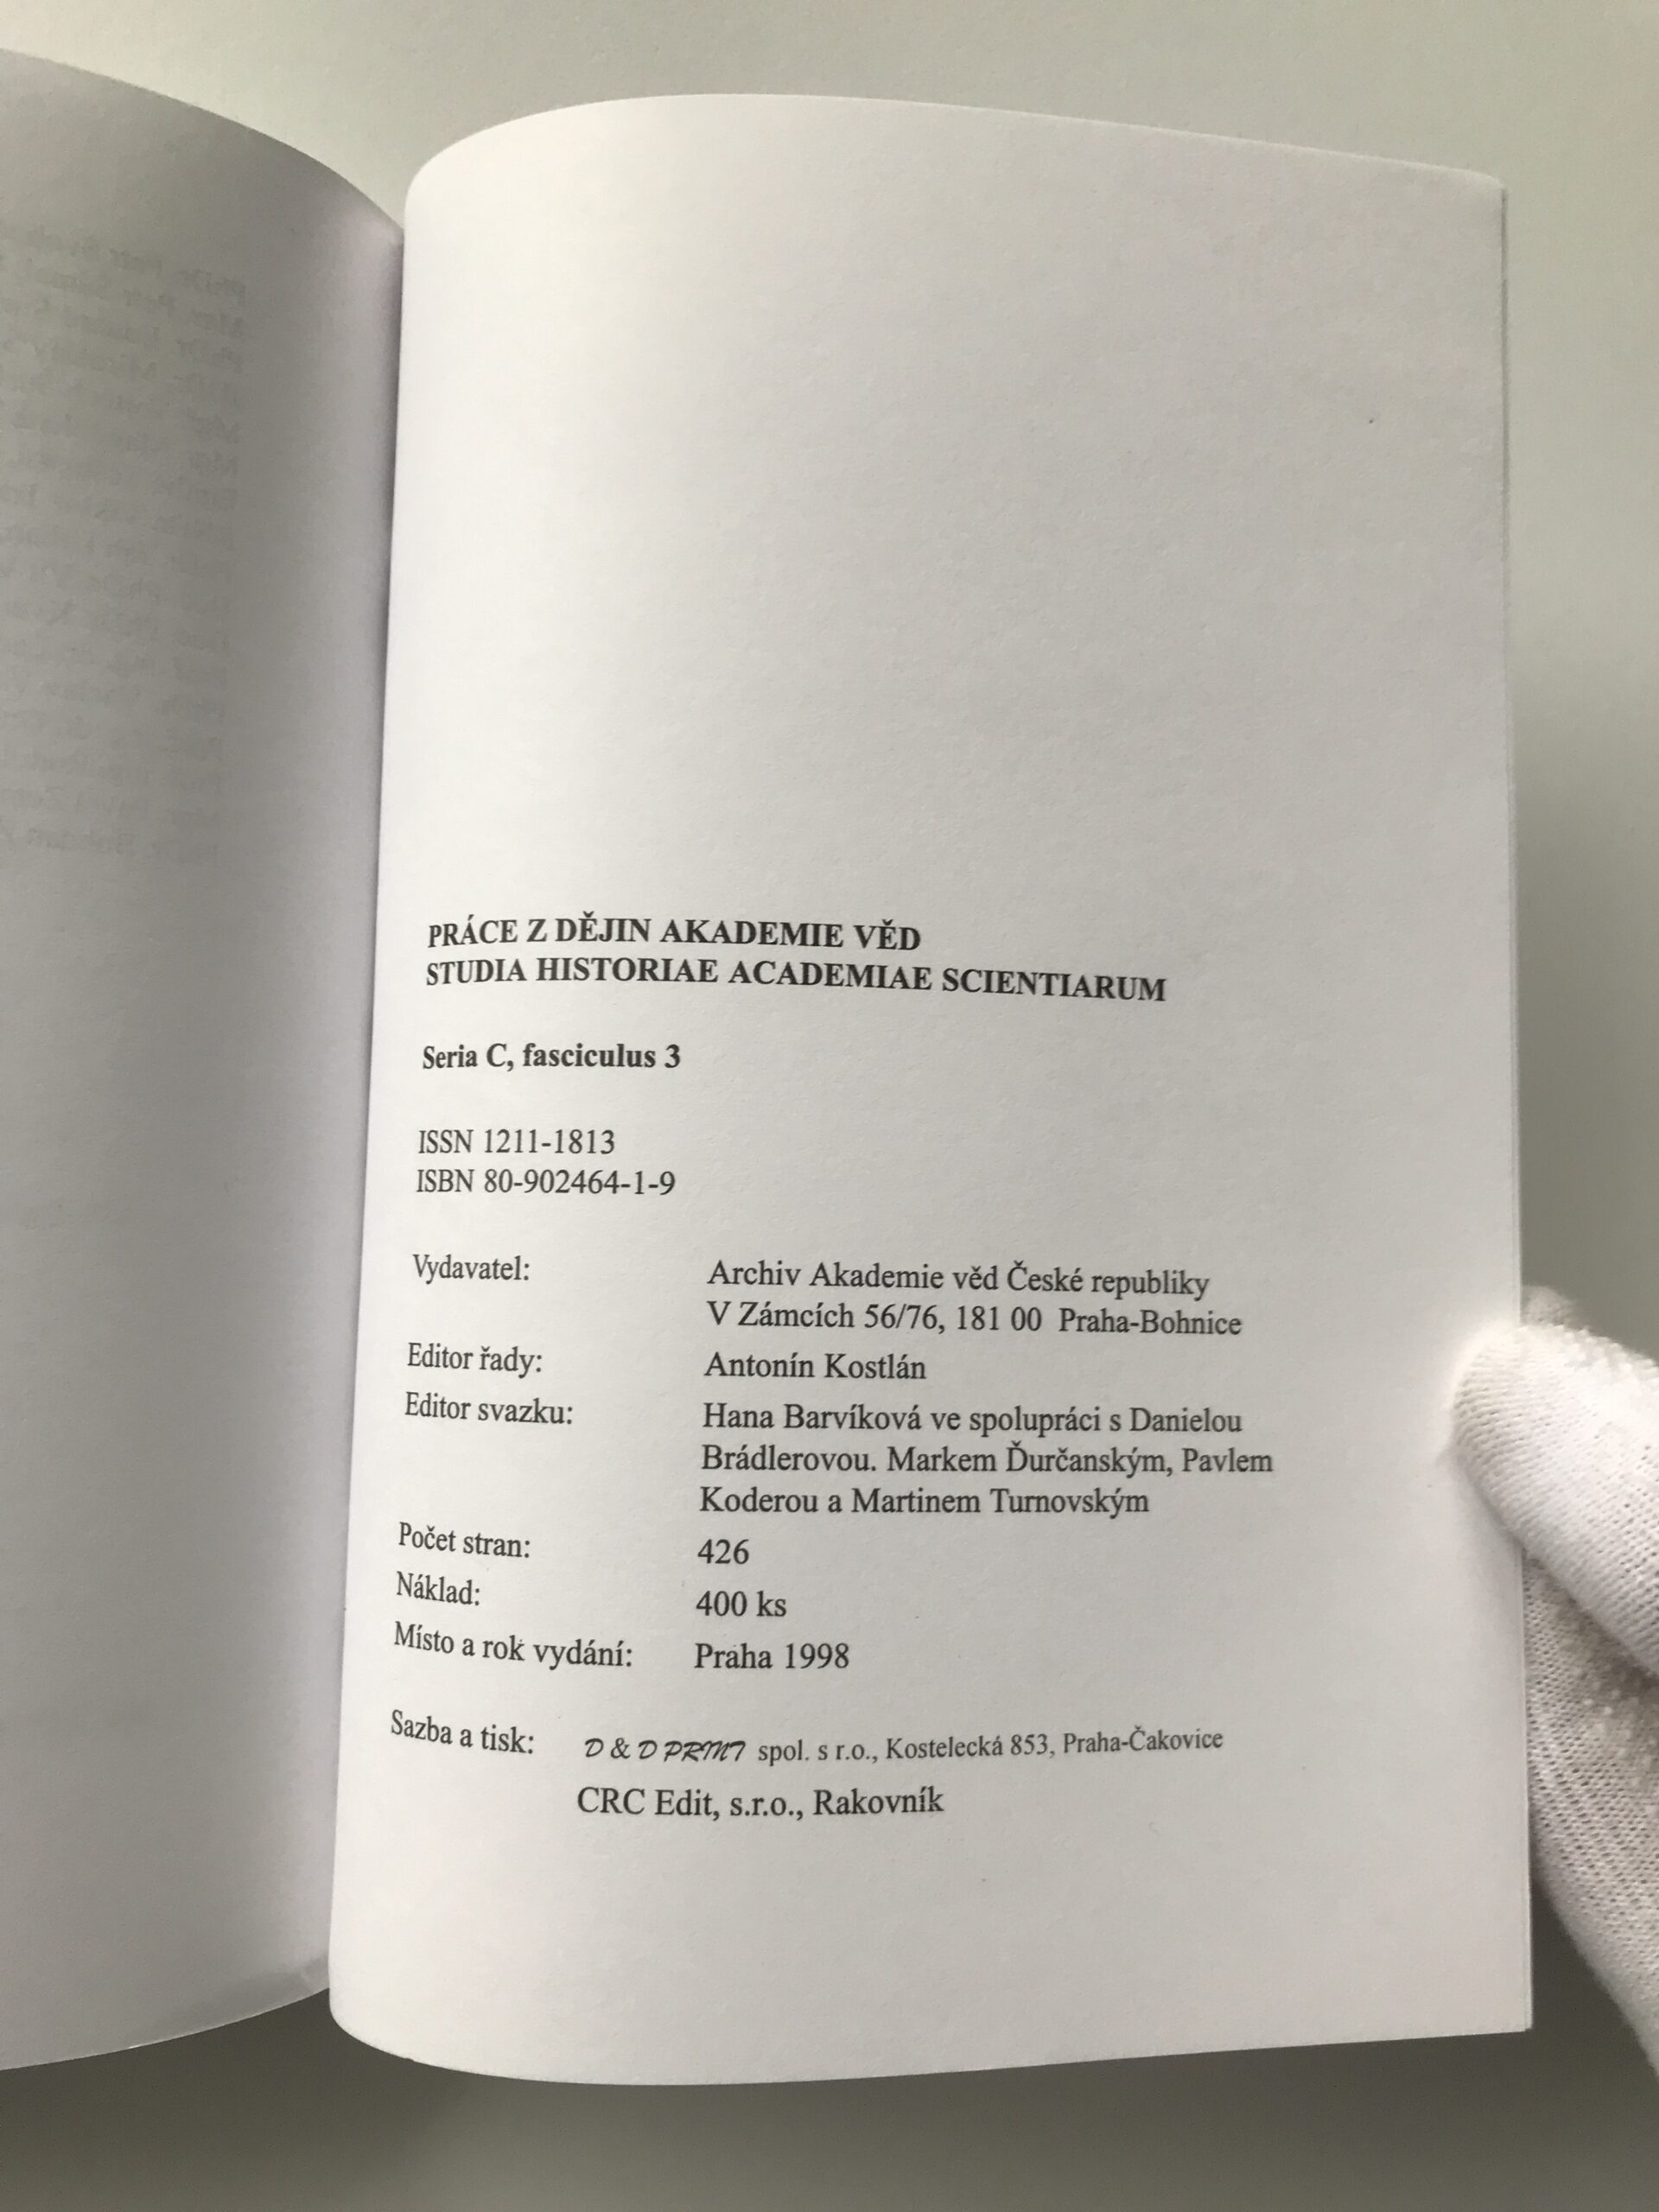 PRÁCE Z DĚJIN AKADEMIE VĚD
STUDIA HISTORIAE ACADEMIAE SCIENTIARUM
Seria C, fasciculus 3
ISSN 1211-1813
ISBN 80-902464-1-9
Vydavatel: Archiv Akademie věd České republiky
V Zámcích 56/76, 181 00 Praha-Bohnice
Editor řady: Antonín Kostlán
Editor svazku: Hana Barvíková ve spolupráci s Danielou
Brádlerovou. Markem Ďurčanským, Pavlem
Koderou a Martinem Turnovským
Počet stran: 426
Náklad: 400 ks
Místo a rok vydání: Praha 1998
Sazba a tisk: D & D PRINT spol. s r.o., Kostelecká 853, Praha-Čakovice
CRC Edit, s.r.o., Rakovník